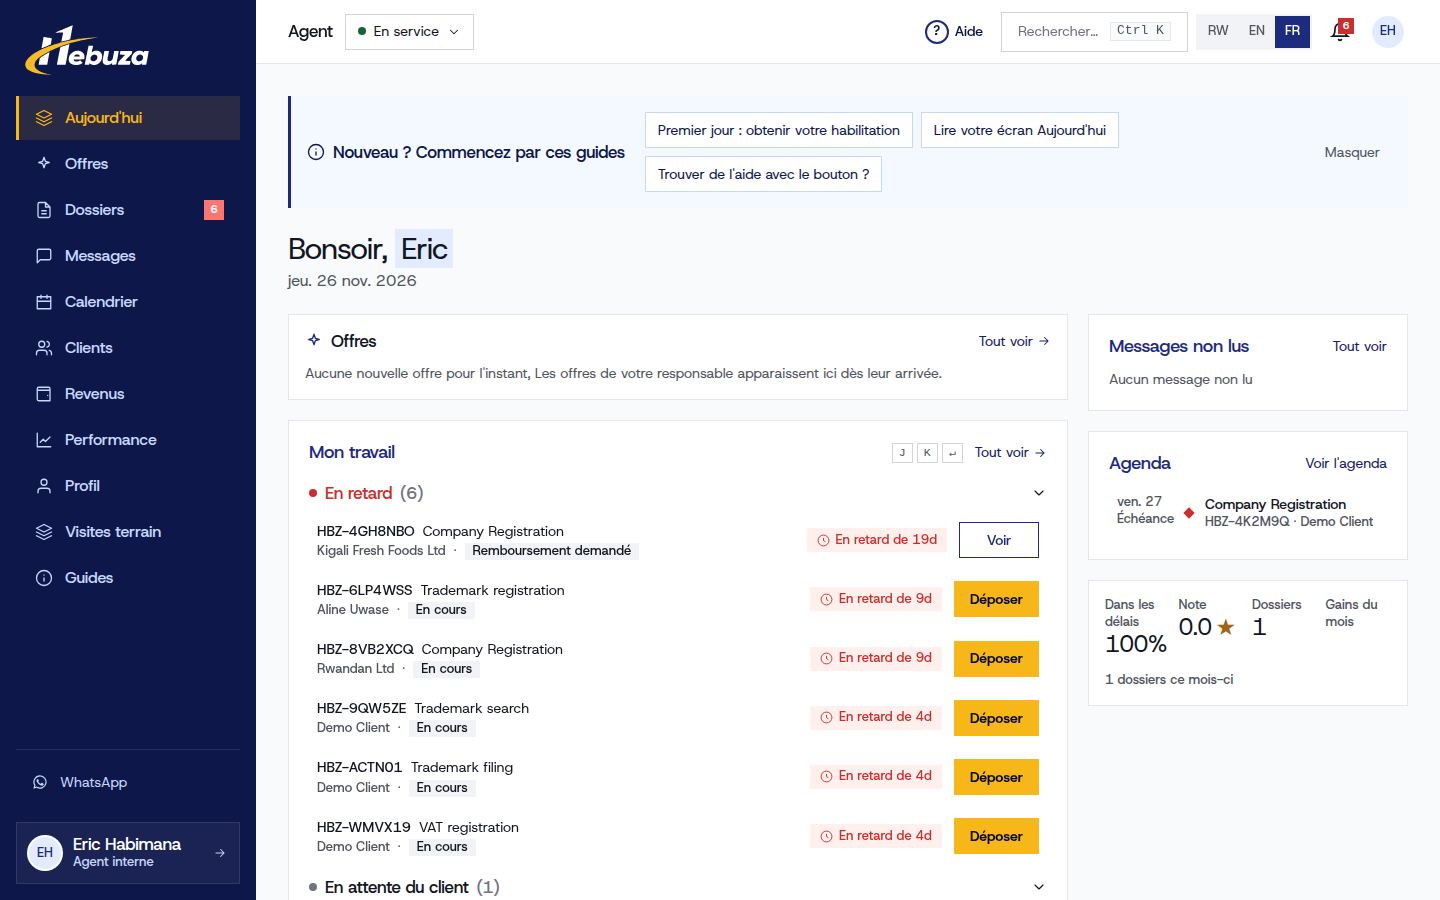 Hebuza
Agent
En service
? Aide
Rechercher... Ctrl K
RW EN FR
6
EH
Aujourd'hui
Offres
Dossiers 6
Messages
Calendrier
Clients
Revenus
Performance
Profil
Visites terrain
Guides
WhatsApp
EH
Eric Habimana
Agent interne
Nouveau ? Commencez par ces guides
Premier jour : obtenir votre habilitation
Lire votre écran Aujourd'hui
Trouver de l'aide avec le bouton ?
Masquer
Bonsoir, Eric
jeu. 26 nov. 2026
Offres
Tout voir →
Aucune nouvelle offre pour l'instant, Les offres de votre responsable apparaissent ici dès leur arrivée.
Mon travail
J K ↵ Tout voir →
En retard (6)
HBZ-4GH8NBO Company Registration
Kigali Fresh Foods Ltd · Remboursement demandé
En retard de 19d
Voir
HBZ-6LP4WSS Trademark registration
Aline Uwase · En cours
En retard de 9d
Déposer
HBZ-8VB2XCQ Company Registration
Rwandan Ltd · En cours
En retard de 9d
Déposer
HBZ-9QW5ZE Trademark search
Demo Client · En cours
En retard de 4d
Déposer
HBZ-ACTN01 Trademark filing
Demo Client · En cours
En retard de 4d
Déposer
HBZ-WMVX19 VAT registration
Demo Client · En cours
En retard de 4d
Déposer
En attente du client (1)
Messages non lus
Tout voir
Aucun message non lu
Agenda
Voir l'agenda
ven. 27
Échéance
Company Registration
HBZ-4K2M9Q · Demo Client
Dans les
délais
100%
Note
0.0 ★
Dossiers
1
Gains du
mois
1 dossiers ce mois-ci